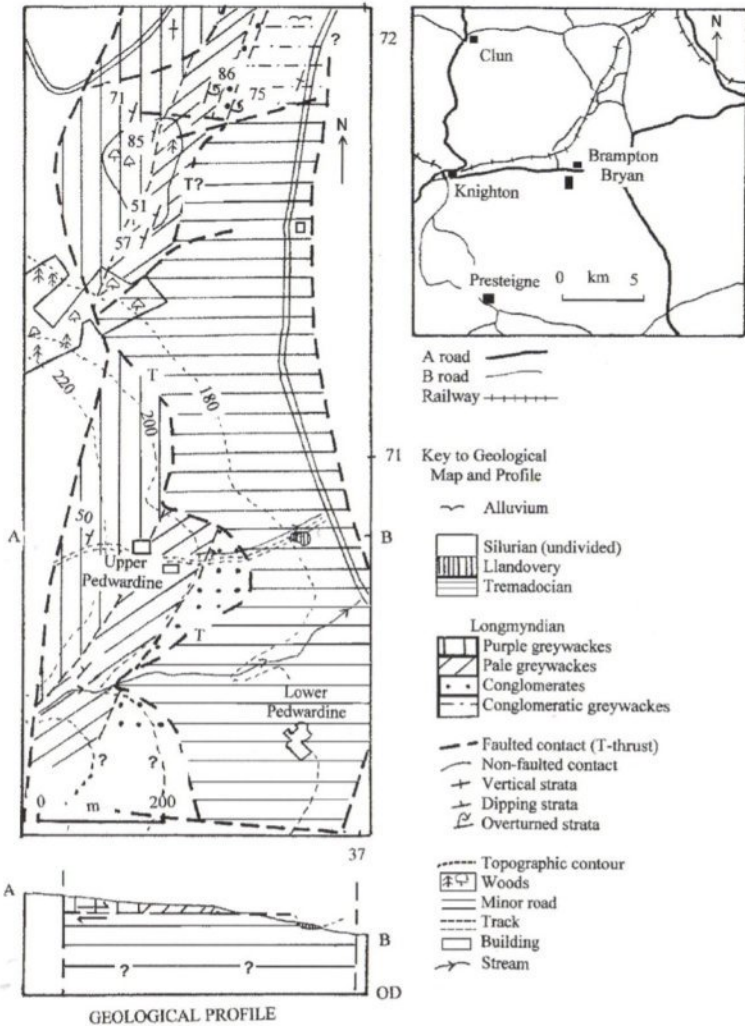 72
?
86
75
71
N
85
T?
51
57
220
T
200
180
71
50
A
B
Upper
Pedwardine
T
Lower
Pedwardine
?
?
?
0 m 200
37
N
Clun
Brampton
Bryan
Knighton
Presteigne
0 km 5
A road
B road
Railway
Key to Geological
Map and Profile
Alluvium
Silurian (undivided)
Llandovery
Tremadocian
Longmyndian
Purple greywackes
Pale greywackes
Conglomerates
Conglomeratic greywackes
Faulted contact (T-thrust)
Non-faulted contact
Vertical strata
Dipping strata
Overturned strata
Topographic contour
Woods
Minor road
Track
Building
Stream
A
B
?
?
OD
GEOLOGICAL PROFILE